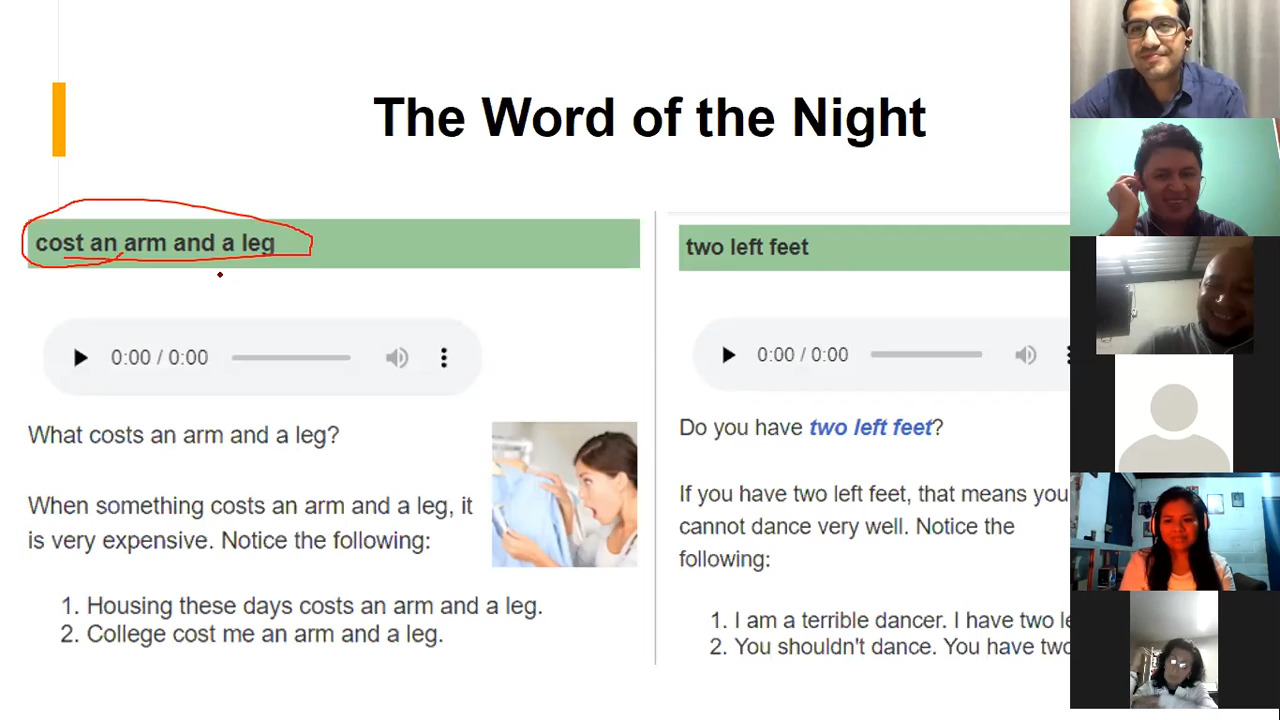 The Word of the Night
cost an arm and a leg
0:00 / 0:00
What costs an arm and a leg?
When something costs an arm and a leg, it
is very expensive. Notice the following:
1. Housing these days costs an arm and a leg.
2. College cost me an arm and a leg.
two left feet
0:00 / 0:00
Do you have two left feet?
If you have two left feet, that means you
cannot dance very well. Notice the
following:
1. I am a terrible dancer. I have two
2. You shouldn't dance. You have two